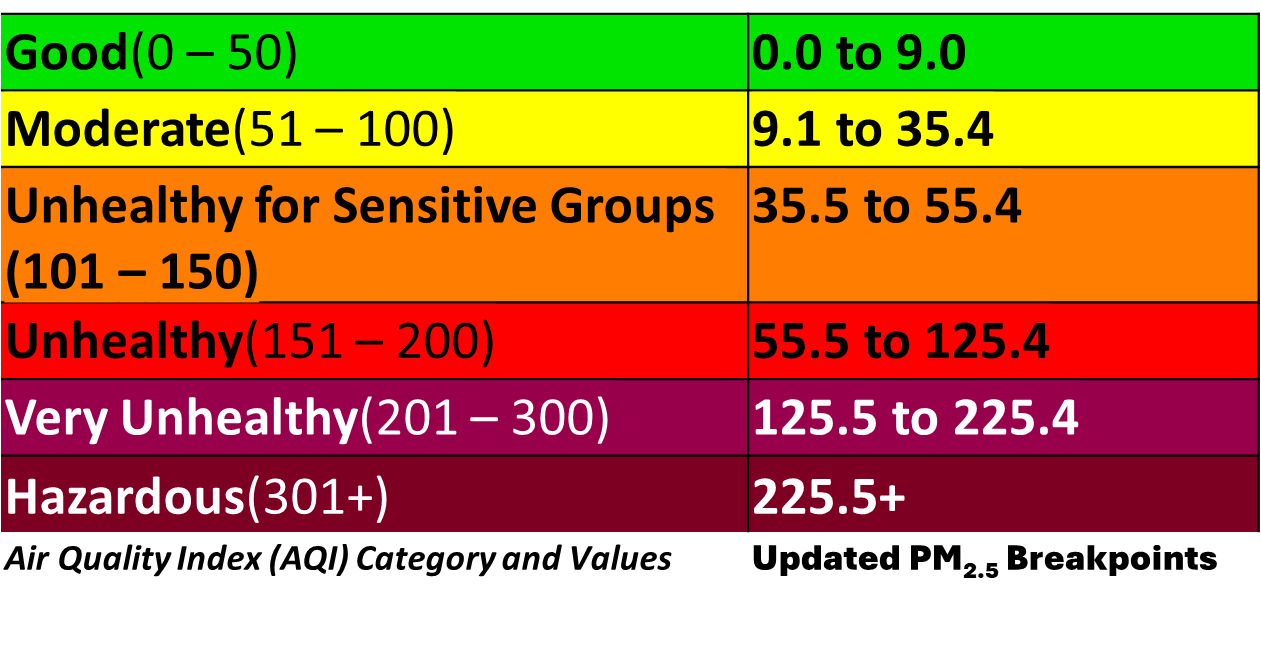 Good(0 – 50) 0.0 to 9.0
Moderate(51 – 100) 9.1 to 35.4
Unhealthy for Sensitive Groups 35.5 to 55.4
(101 – 150)
Unhealthy(151 – 200) 55.5 to 125.4
Very Unhealthy(201 – 300) 125.5 to 225.4
Hazardous(301+) 225.5+
Air Quality Index (AQI) Category and Values Updated PM2.5 Breakpoints